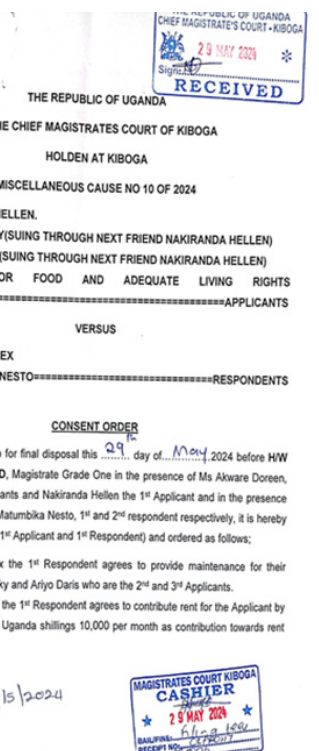 THE REPUBLIC OF UGANDA
CHIEF MAGISTRATE'S COURT - KIBOGA
29 MAY 2024
Sign:
RECEIVED
THE REPUBLIC OF UGANDA
HE CHIEF MAGISTRATES COURT OF KIBOGA
HOLDEN AT KIBOGA
MISCELLANEOUS CAUSE NO 10 OF 2024
HELLEN.
Y(SUING THROUGH NEXT FRIEND NAKIRANDA HELLEN)
(SUING THROUGH NEXT FRIEND NAKIRANDA HELLEN)
OR FOOD AND ADEQUATE LIVING RIGHTS
==================================APPLICANTS
VERSUS
EX
NESTO==============================RESPONDENTS
CONSENT ORDER
for final disposal this 29th day of May 2024 before H/W
D, Magistrate Grade One in the presence of Ms Akware Doreen,
ants and Nakiranda Hellen the 1st Applicant and in the presence
Matumbika Nesto, 1st and 2nd respondent respectively, it is hereby
1st Applicant and 1st Respondent) and ordered as follows;
x the 1st Respondent agrees to provide maintenance for their
ky and Ariyo Daris who are the 2nd and 3rd Applicants.
the 1st Respondent agrees to contribute rent for the Applicant by
Uganda shillings 10,000 per month as contribution towards rent
/5/2024
MAGISTRATES COURT KIBOGA
CASHIER
29 MAY 2024
BAILIFFS:
RECEIPT NO: